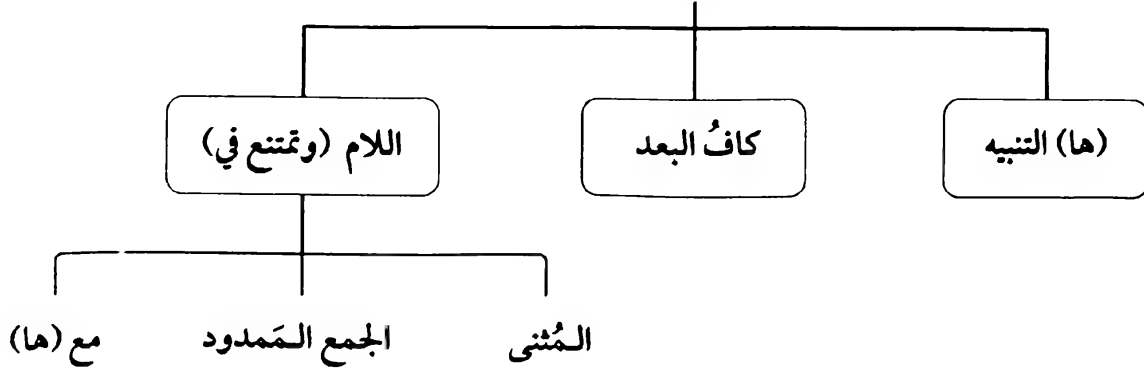 (ها) التنبيه
كافُ البعد
اللام (وتمتنع في)
المُثنى
الجمع المَمدود
مع (ها)